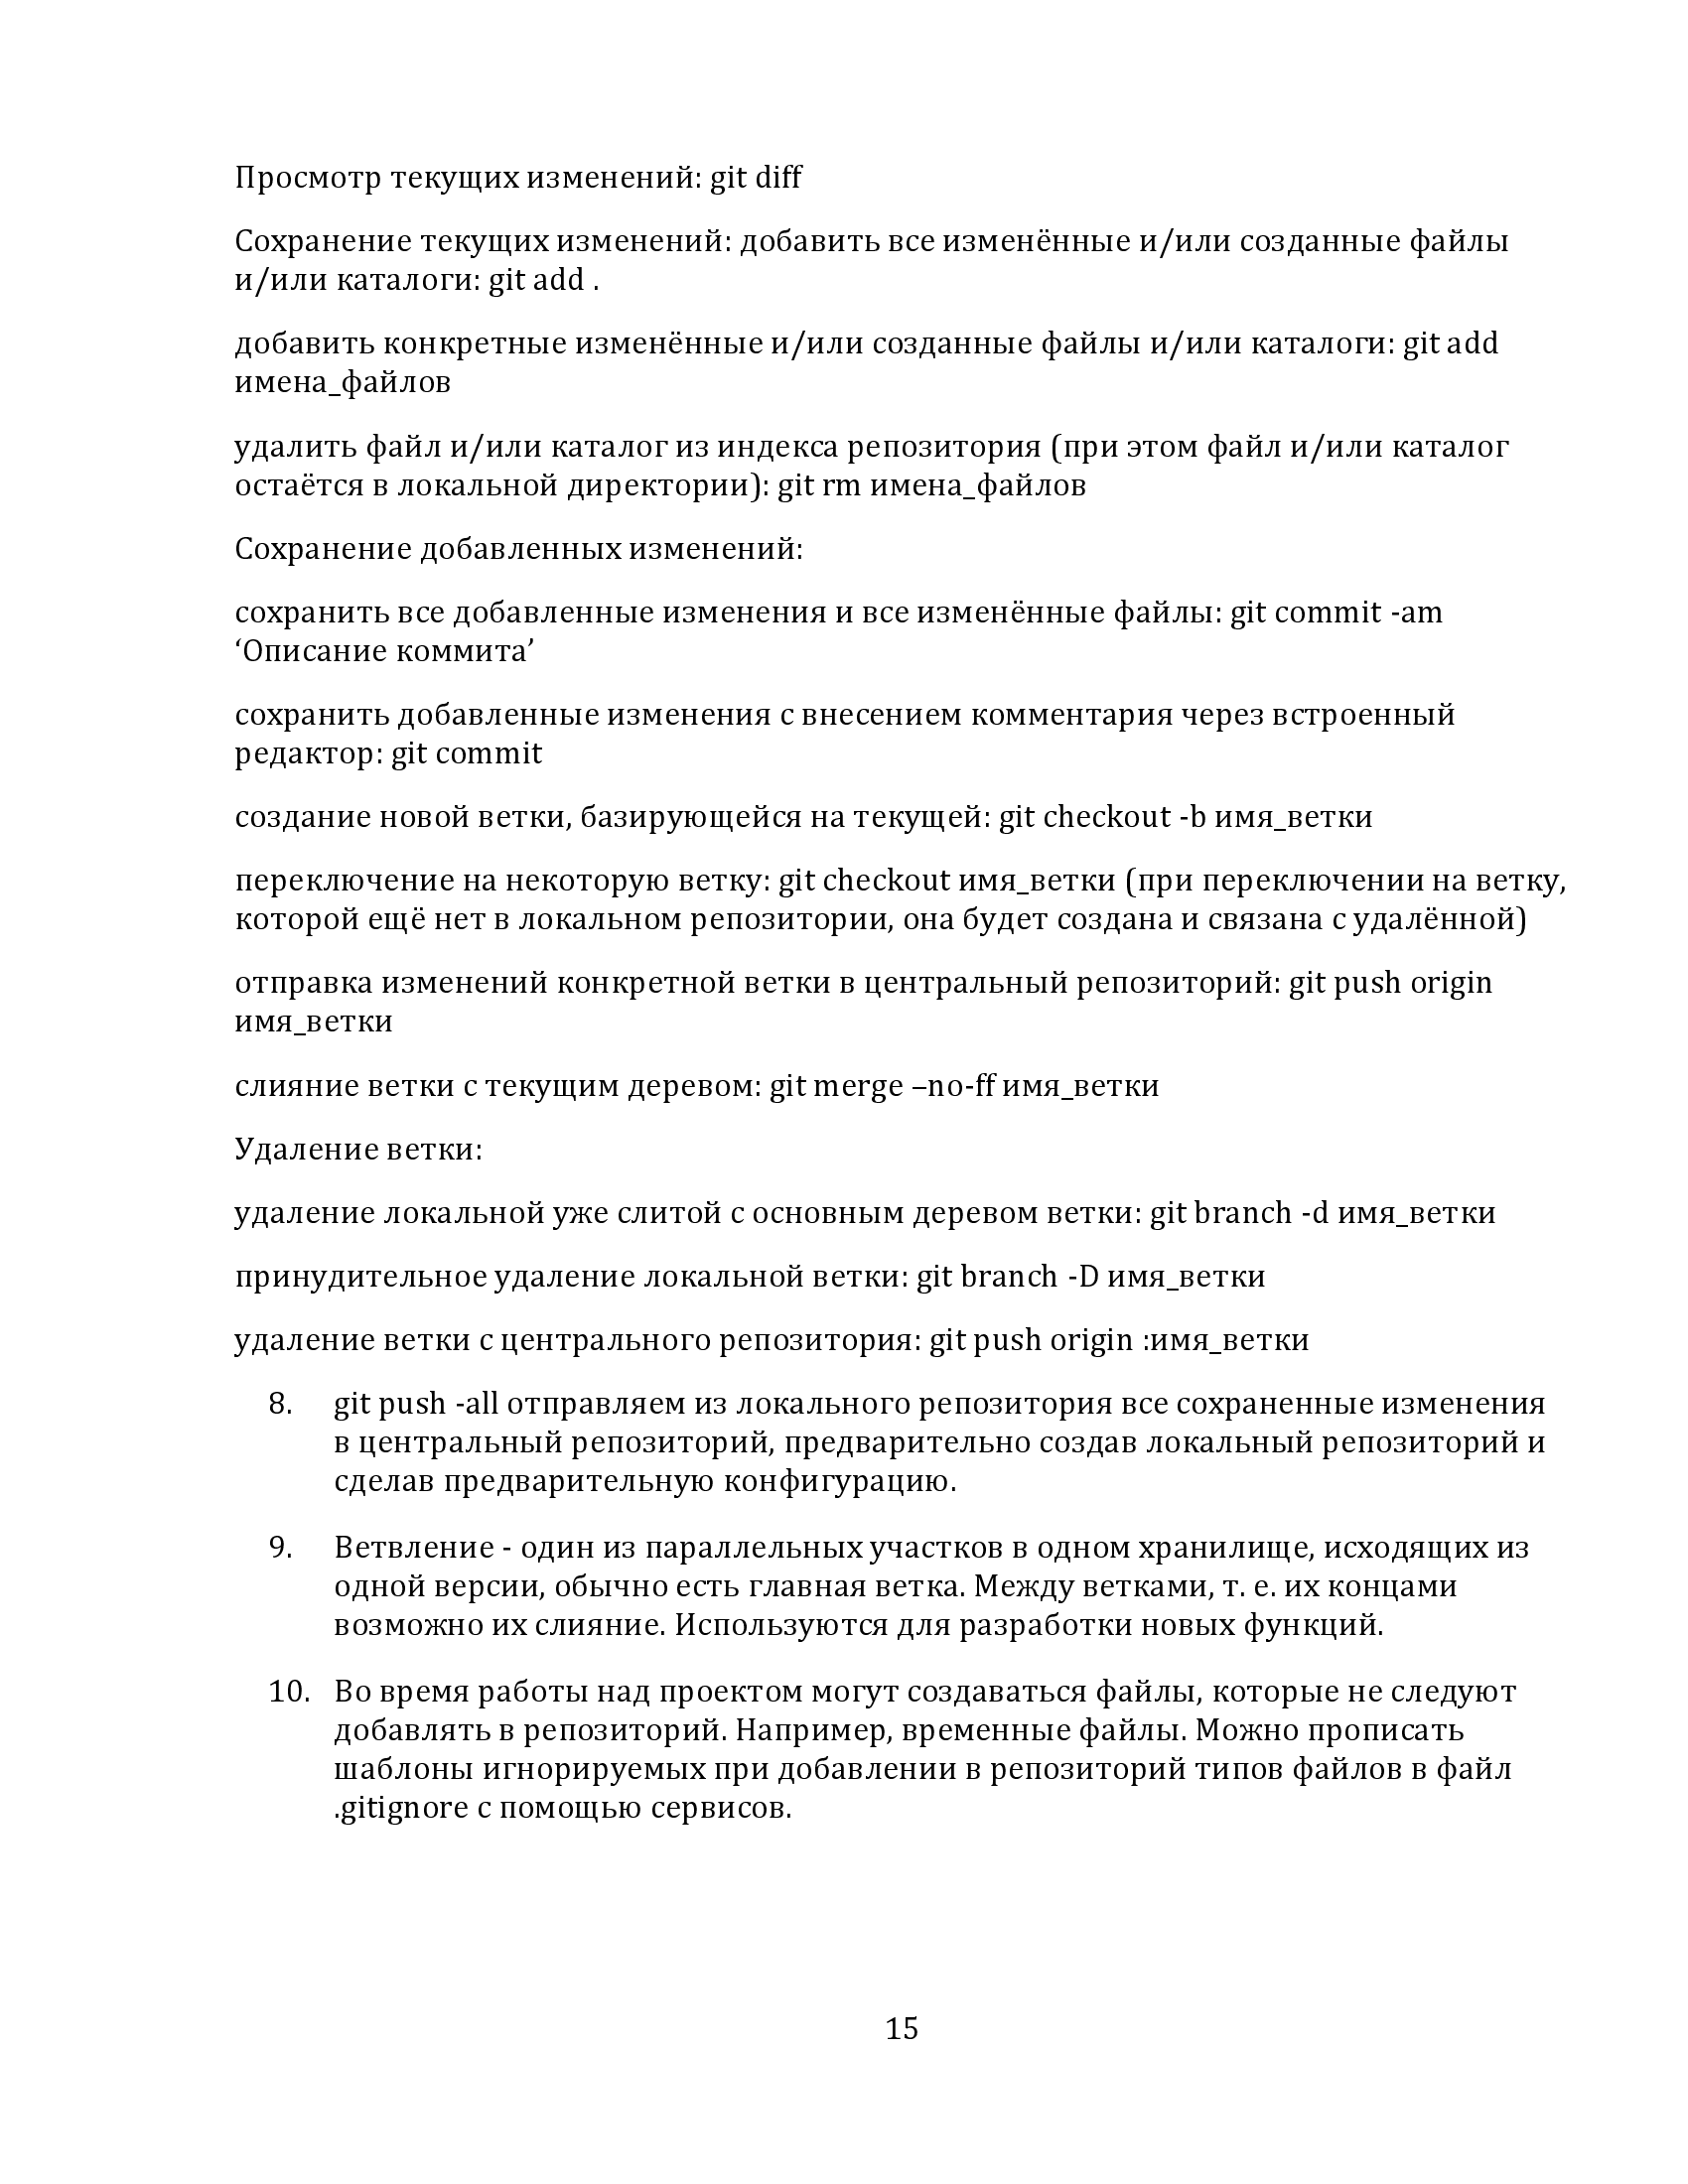 Просмотр текущих изменений: git diff
Сохранение текущих изменений: добавить все изменённые и/или созданные файлы
и/или каталоги: git add .
добавить конкретные изменённые и/или созданные файлы и/или каталоги: git add
имена_файлов
удалить файл и/или каталог из индекса репозитория (при этом файл и/или каталог
остаётся в локальной директории): git rm имена_файлов
Сохранение добавленных изменений:
сохранить все добавленные изменения и все изменённые файлы: git commit -am
‘Описание коммита’
сохранить добавленные изменения с внесением комментария через встроенный
редактор: git commit
создание новой ветки, базирующейся на текущей: git checkout -b имя_ветки
переключение на некоторую ветку: git checkout имя_ветки (при переключении на ветку,
которой ещё нет в локальном репозитории, она будет создана и связана с удалённой)
отправка изменений конкретной ветки в центральный репозиторий: git push origin
имя_ветки
слияние ветки с текущим деревом: git merge –no-ff имя_ветки
Удаление ветки:
удаление локальной уже слитой с основным деревом ветки: git branch -d имя_ветки
принудительное удаление локальной ветки: git branch -D имя_ветки
удаление ветки с центрального репозитория: git push origin :имя_ветки
8. git push -all отправляем из локального репозитория все сохраненные изменения
в центральный репозиторий, предварительно создав локальный репозиторий и
сделав предварительную конфигурацию.
9. Ветвление - один из параллельных участков в одном хранилище, исходящих из
одной версии, обычно есть главная ветка. Между ветками, т. е. их концами
возможно их слияние. Используются для разработки новых функций.
10. Во время работы над проектом могут создаваться файлы, которые не следуют
добавлять в репозиторий. Например, временные файлы. Можно прописать
шаблоны игнорируемых при добавлении в репозиторий типов файлов в файл
.gitignore с помощью сервисов.
15